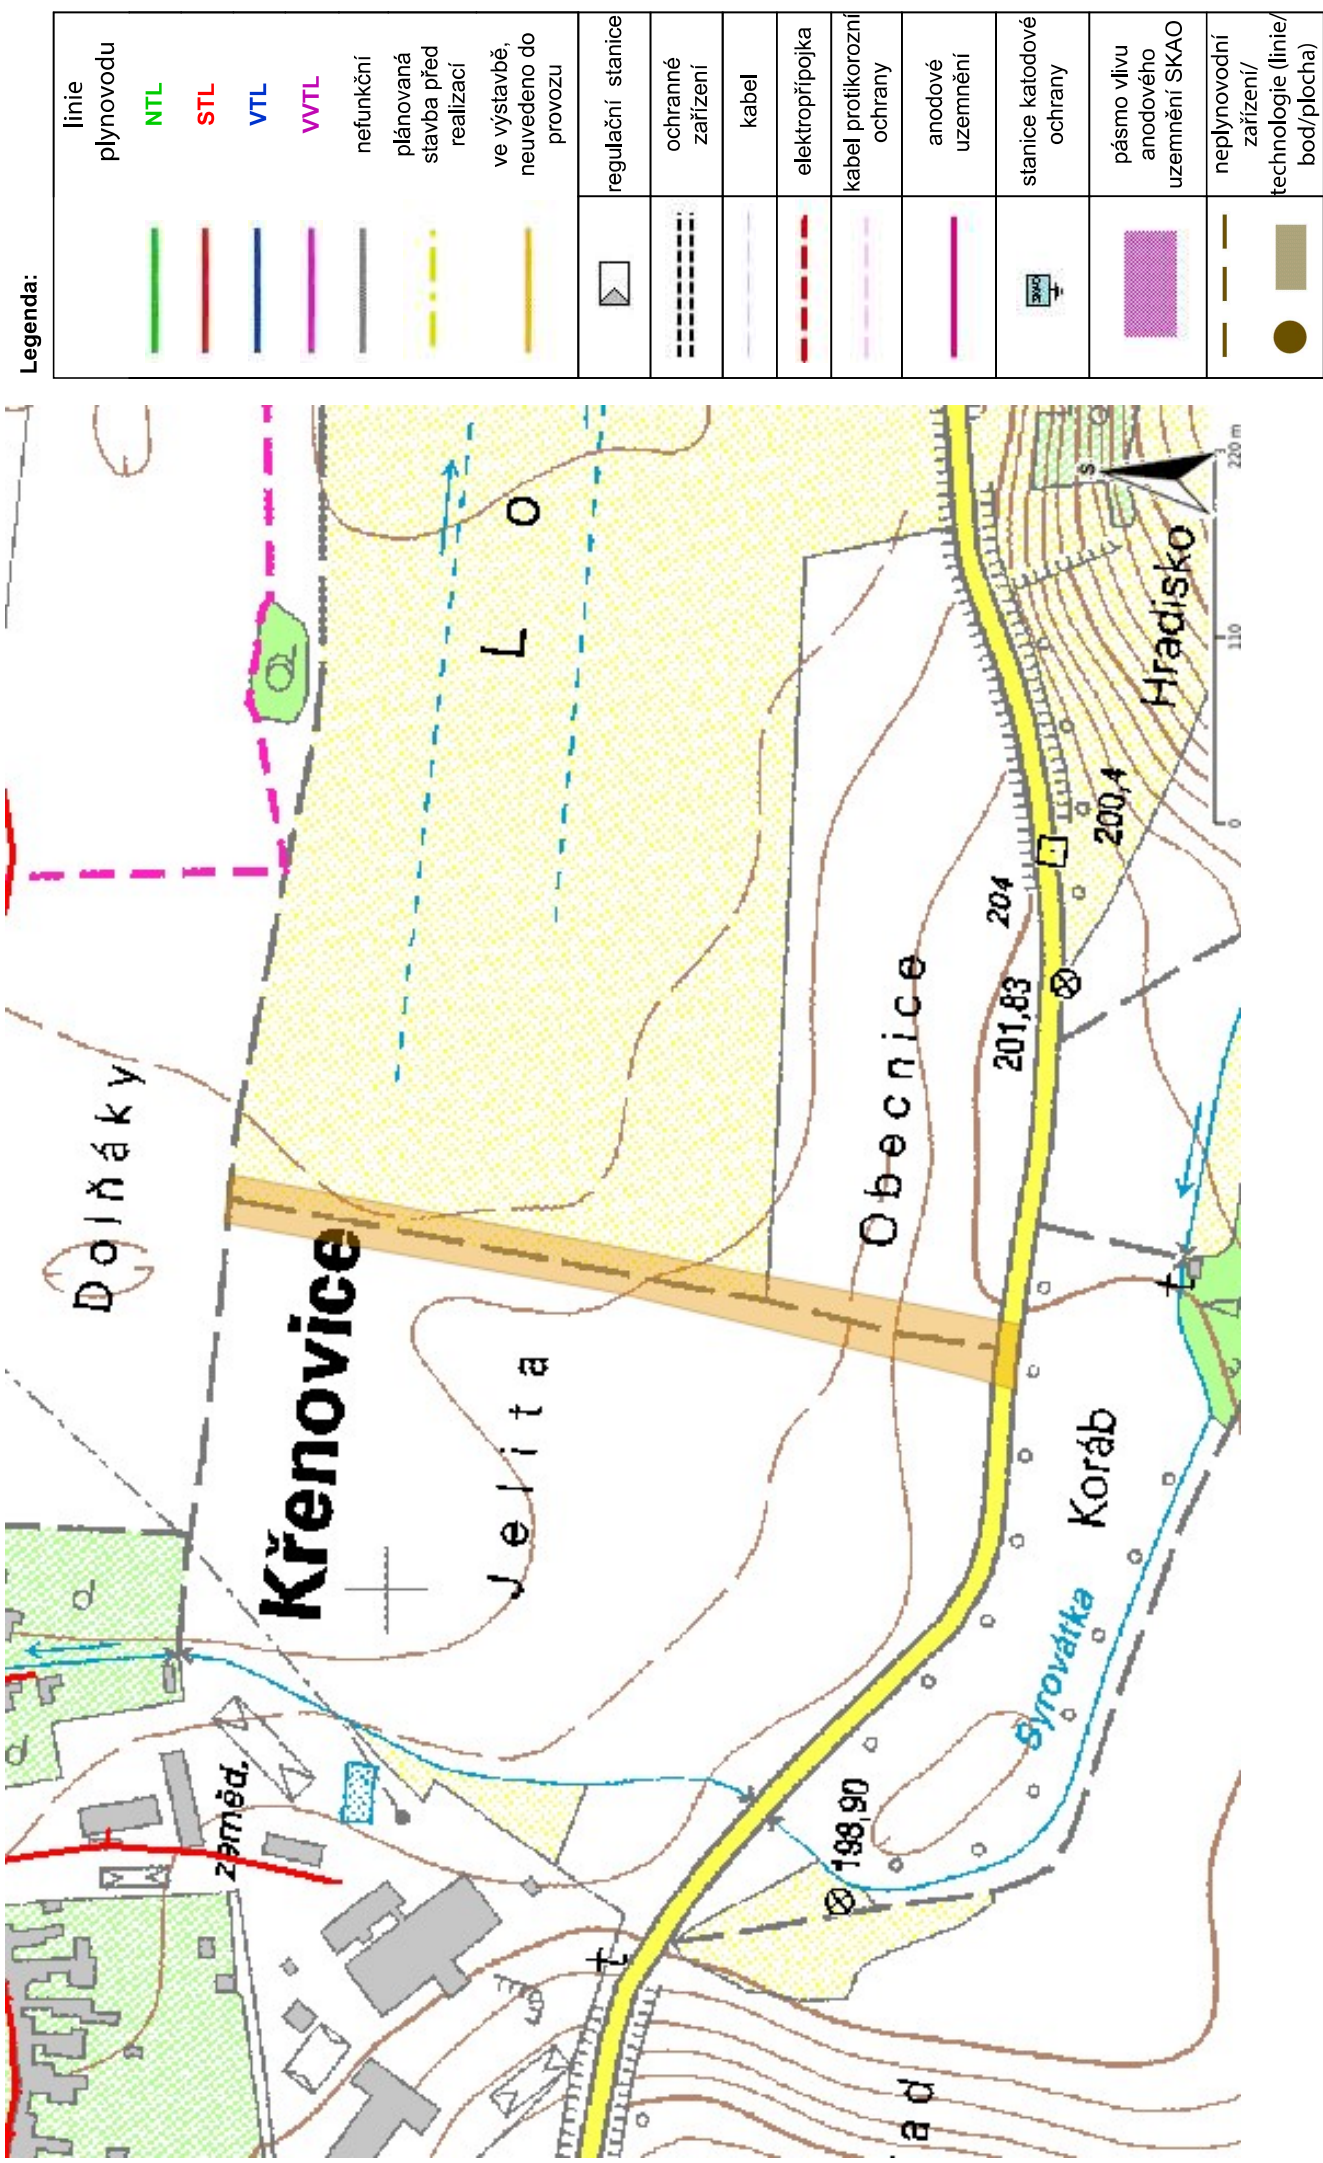 Legenda:
linie
plynovodu
NTL
STL
VTL
VVTL
nefunkční
plánovaná
stavba před
realizací
ve výstavbě,
neuvedeno do
provozu
regulační stanice
ochranné
zařízení
kabel
elektropřípojka
kabel protikorozní
ochrany
anodové
uzemnění
stanice katodové
ochrany
SKAO
pásmo vlivu
anodového
uzemnění SKAO
neplynovodní
zařízení/
technologie (linie/
bod/plocha)
Dolňáky
Křenovice
Jelita
L O
Obecnice
204
201,83
200,4
Hradisko
S
0 110 220 m
Koráb
Syrovátka
198,90
zěměd.
ad